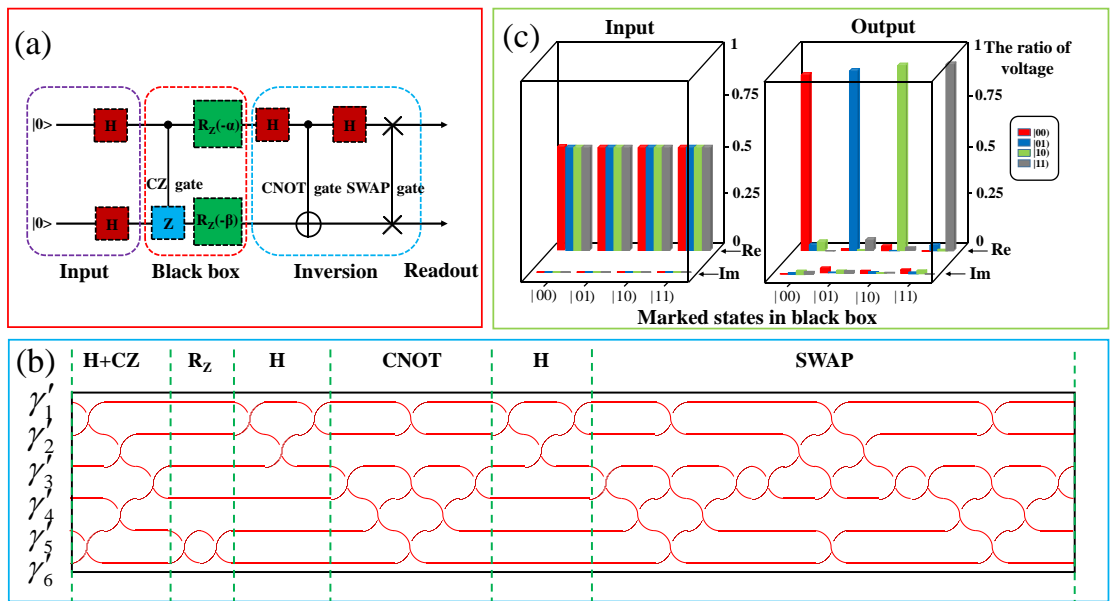 (a)
|0>
H
H
H
R_Z(-α)
CZ gate
CNOT gate
SWAP gate
|0>
H
Z
R_Z(-β)
Input
Black box
Inversion
Readout
(c)
Input
Output
1
0.75
0.5
0.25
0
Re
Im
|00)
|01)
|10)
|11)
1
0.75
0.5
0.25
0
Re
Im
|00)
|01)
|10)
|11)
The ratio of
voltage
|00)
|01)
|10)
|11)
Marked states in black box
(b)
H+CZ
R_Z
H
CNOT
H
SWAP
γ′₁
γ′₂
γ′₃
γ′₄
γ′₅
γ′₆